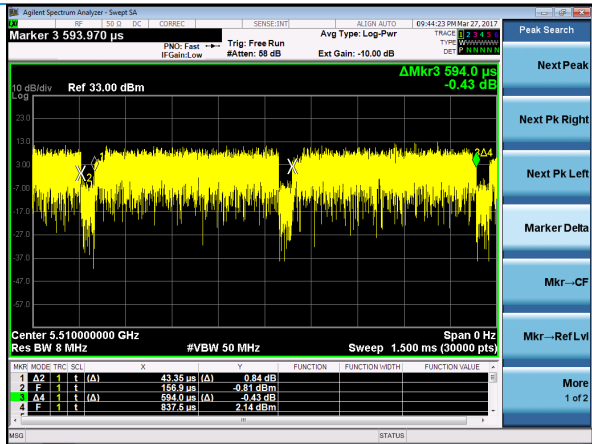 Agilent Spectrum Analyzer - Swept SA
LXI RF 50 Ω DC CORREC SENSE:INT ALIGN AUTO 09:44:23 PM Mar 27, 2017
Marker 3 593.970 μs
PNO: Fast
IFGain:Low
Trig: Free Run
#Atten: 58 dB
Avg Type: Log-Pwr
Ext Gain: -10.00 dB
TRACE 1 2 3 4 5 6
TYPE WWWWWW
DET P N N N N N
ΔMkr3 594.0 μs
-0.43 dB
10 dB/div Ref 33.00 dBm
Log
23.0
13.0
3.00
-7.00
-17.0
-27.0
-37.0
-47.0
-57.0
1
2
3Δ4
Center 5.510000000 GHz Span 0 Hz
Res BW 8 MHz #VBW 50 MHz Sweep 1.500 ms (30000 pts)
MKR MODE TRC SCL X Y FUNCTION FUNCTION WIDTH FUNCTION VALUE
1 Δ2 1 t (Δ) 43.35 μs (Δ) 0.84 dB
2 F 1 t 156.9 μs -0.81 dBm
3 Δ4 1 t (Δ) 594.0 μs (Δ) -0.43 dB
4 F 1 t 837.5 μs 2.14 dBm
MSG STATUS
Peak Search
Next Peak
Next Pk Right
Next Pk Left
Marker Delta
Mkr→CF
Mkr→Ref Lvl
More
1 of 2